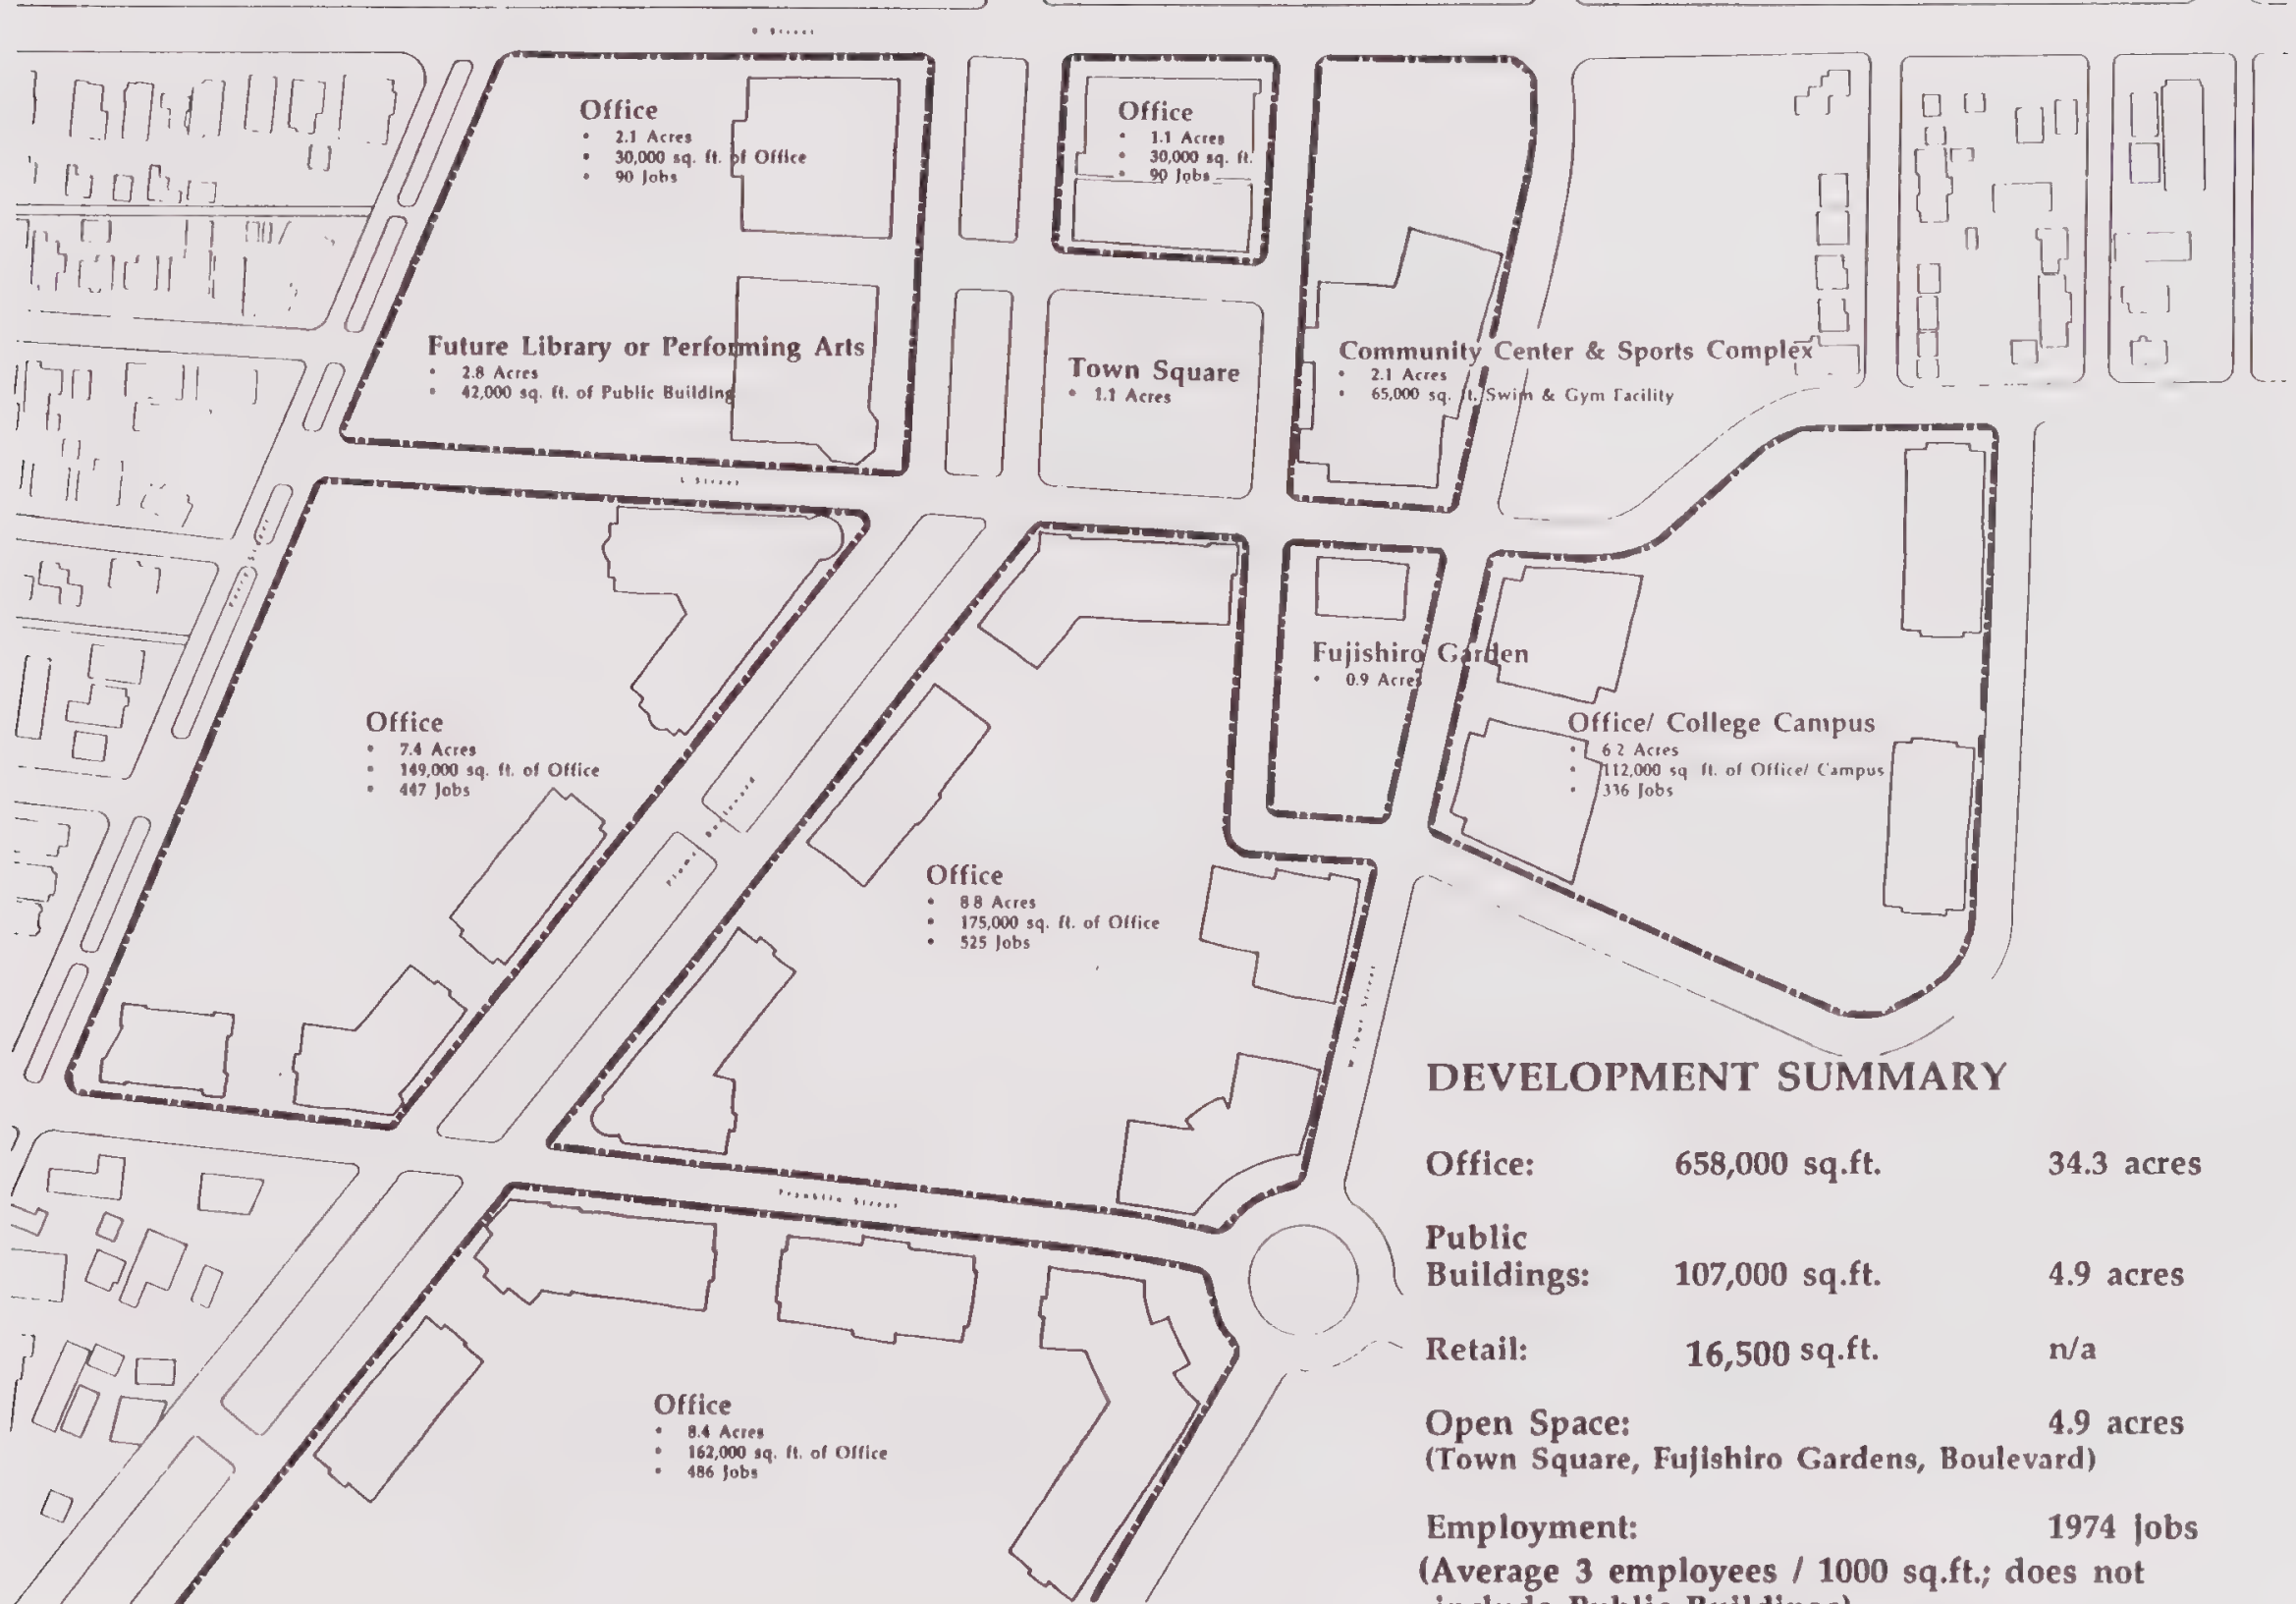 Office
• 2.1 Acres
• 30,000 sq. ft. of Office
• 90 Jobs
Office
• 1.1 Acres
• 30,000 sq. ft.
• 90 Jobs
Future Library or Performing Arts
• 2.8 Acres
• 42,000 sq. ft. of Public Building
Town Square
• 1.1 Acres
Community Center & Sports Complex
• 2.1 Acres
• 65,000 sq. ft. Swim & Gym Facility
L Street
Fujishiro Garden
• 0.9 Acres
Office
• 7.4 Acres
• 149,000 sq. ft. of Office
• 447 Jobs
Office/ College Campus
• 6 2 Acres
• 112,000 sq ft. of Office/ Campus
• 336 Jobs
Office
• 8 8 Acres
• 175,000 sq. ft. of Office
• 525 Jobs
Franklin Street
Office
• 8.4 Acres
• 162,000 sq. ft. of Office
• 486 Jobs
DEVELOPMENT SUMMARY
Office: 658,000 sq.ft. 34.3 acres
Public
Buildings: 107,000 sq.ft. 4.9 acres
Retail: 16,500 sq.ft. n/a
Open Space: 4.9 acres
(Town Square, Fujishiro Gardens, Boulevard)
Employment: 1974 jobs
(Average 3 employees / 1000 sq.ft.; does not
include Public Buildings)